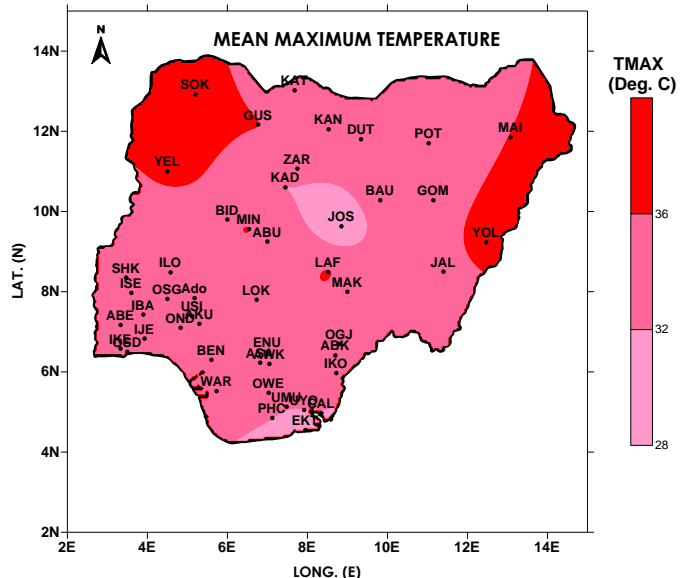 N
MEAN MAXIMUM TEMPERATURE
TMAX
(Deg. C)
14N
12N
10N
8N
6N
4N
2N
LAT. (N)
SOK
KAT
GUS
KAN
DUT
POT
MAI
YEL
ZAR
KAD
BAU
GOM
BID
MIN
ABU
JOS
YOL
SHK
ILO
LAF
JAL
ISE
OSG
Ado
LOK
MAK
IBA
USI
ABE
OND
AKU
IJE
IKE
OSD
BEN
ENU
ASA
AWK
OGJ
ABK
IKO
WAR
OWE
UMU
UYO
CAL
PHC
EKT
36
32
28
2E
4E
6E
8E
10E
12E
14E
LONG. (E)